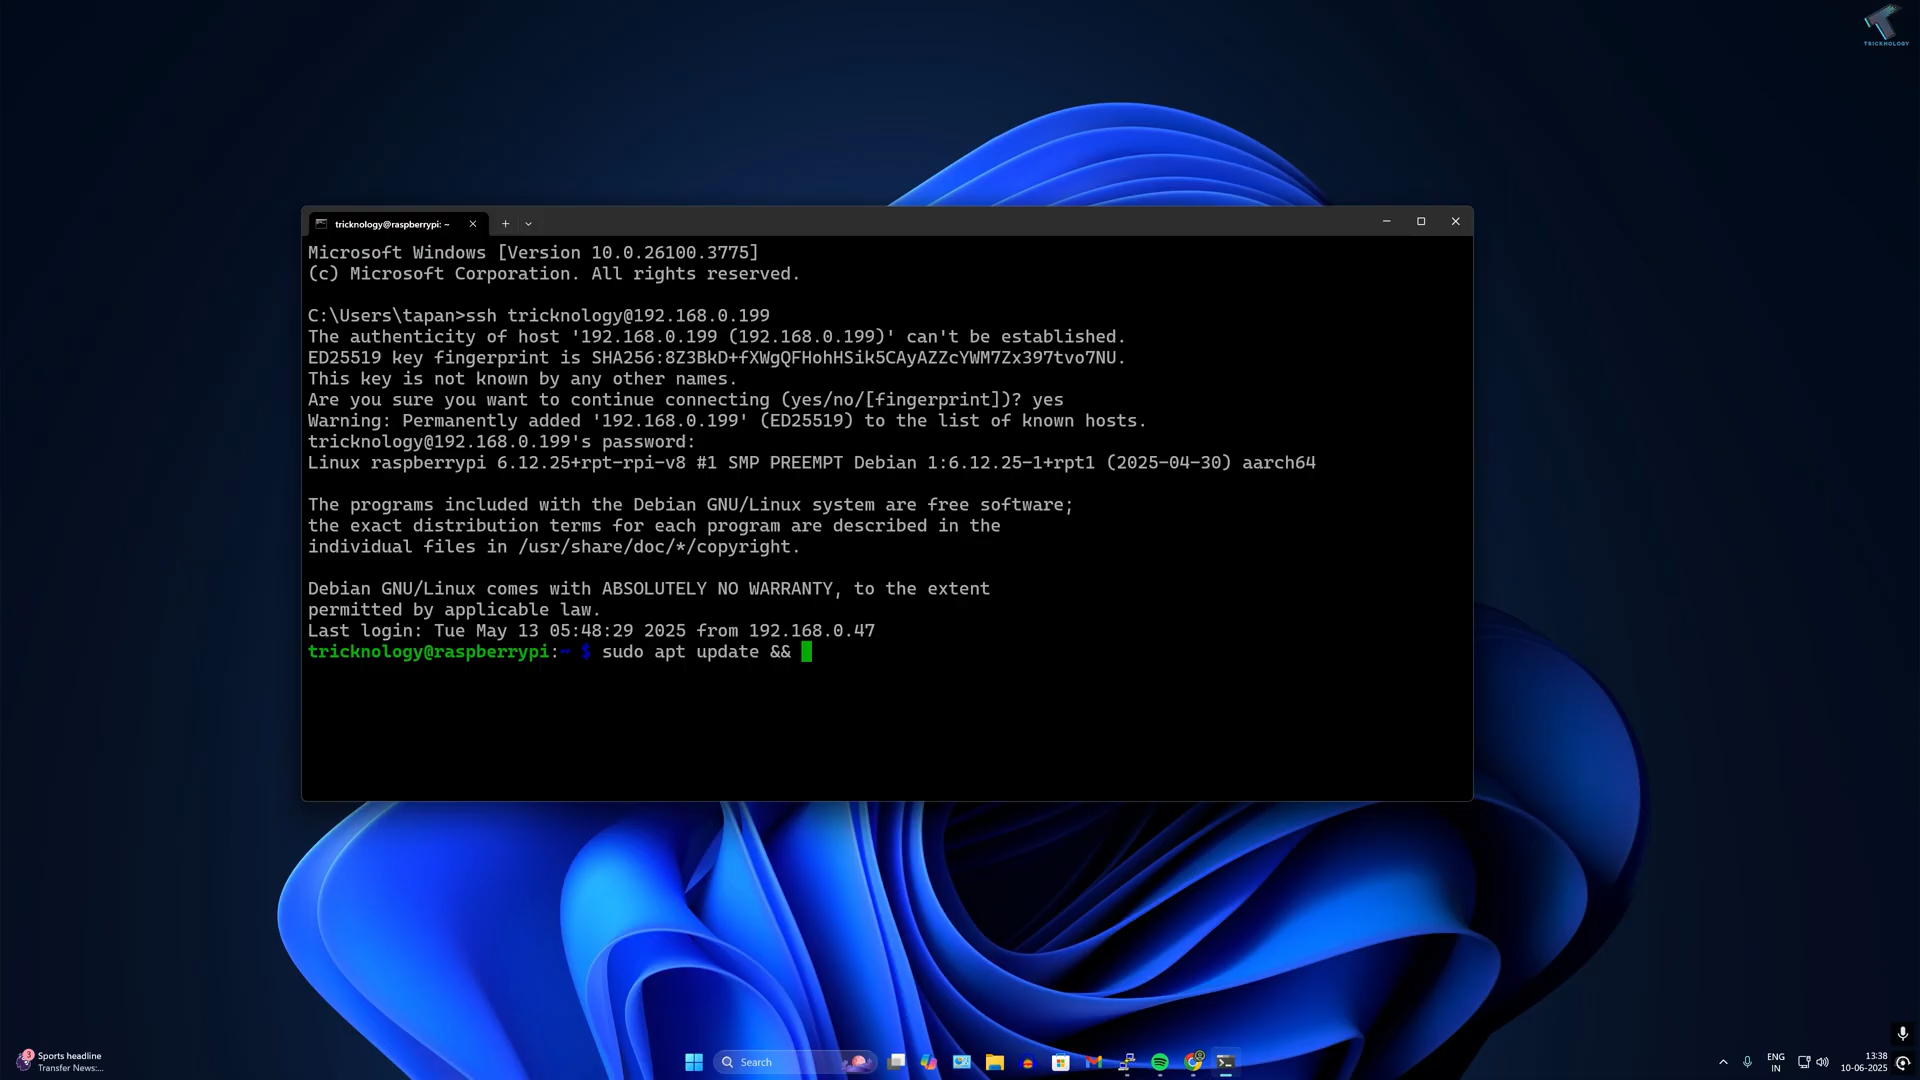 TRICKNOLOGY
tricknology@raspberrypi: ~
Microsoft Windows [Version 10.0.26100.3775]
(c) Microsoft Corporation. All rights reserved.
C:\Users\tapan>ssh tricknology@192.168.0.199
The authenticity of host '192.168.0.199 (192.168.0.199)' can't be established.
ED25519 key fingerprint is SHA256:8Z3BkD+fXWgQFHohHSik5CAyAZZcYWM7Zx397tvo7NU.
This key is not known by any other names.
Are you sure you want to continue connecting (yes/no/[fingerprint])? yes
Warning: Permanently added '192.168.0.199' (ED25519) to the list of known hosts.
tricknology@192.168.0.199's password:
Linux raspberrypi 6.12.25+rpt-rpi-v8 #1 SMP PREEMPT Debian 1:6.12.25-1+rpt1 (2025-04-30) aarch64
The programs included with the Debian GNU/Linux system are free software;
the exact distribution terms for each program are described in the
individual files in /usr/share/doc/*/copyright.
Debian GNU/Linux comes with ABSOLUTELY NO WARRANTY, to the extent
permitted by applicable law.
Last login: Tue May 13 05:48:29 2025 from 192.168.0.47
tricknology@raspberrypi:~ $ sudo apt update &&
3
Sports headline
Transfer News:...
Search
ENG
IN
13:38
10-06-2025